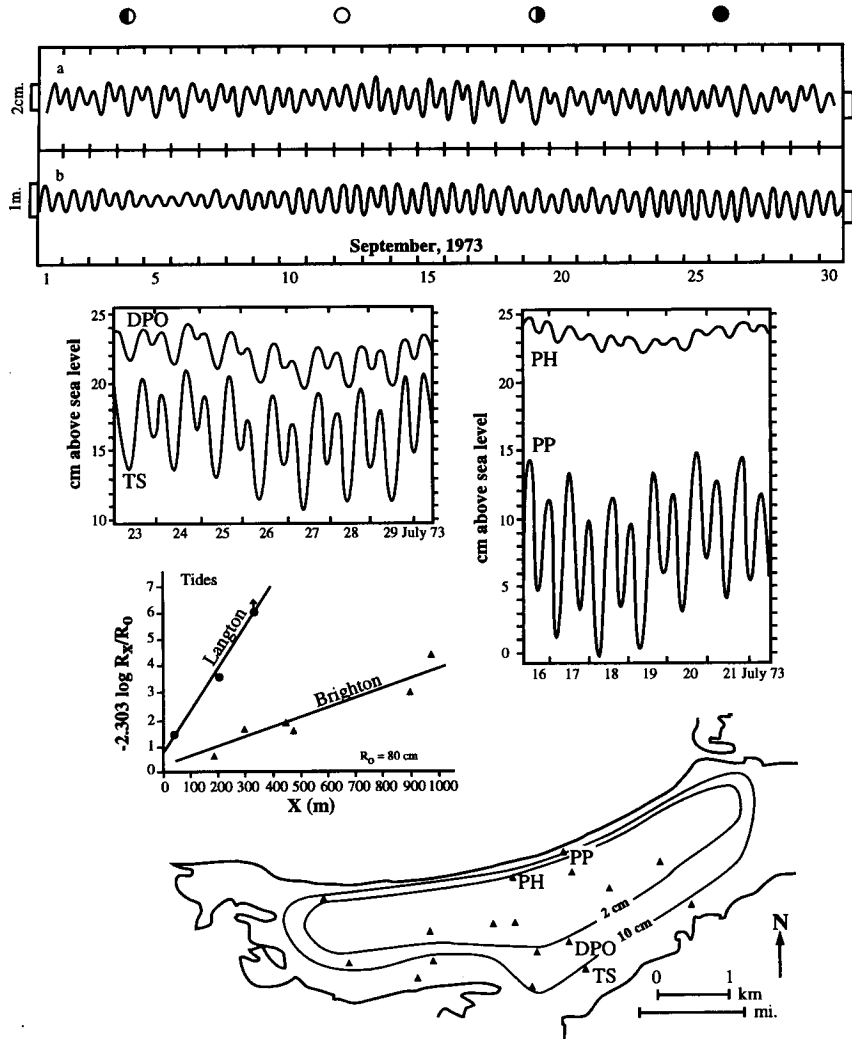 a
2cm.
b
1m.
September, 1973
1 5 10 15 20 25 30
25
20
15
10
cm above sea level
DPO
TS
23 24 25 26 27 28 29 July 73
25
20
15
10
5
0
cm above sea level
PH
PP
16 17 18 19 20 21 July 73
7
6
5
4
3
2
1
0
-2.303 log Rx/Ro
Tides
Langton
Brighton
Ro = 80 cm
0 100 200 300 400 500 600 700 800 900 1000
X (m)
PP
PH
2 cm
10 cm
DPO
TS
N
0 1
km
mi.